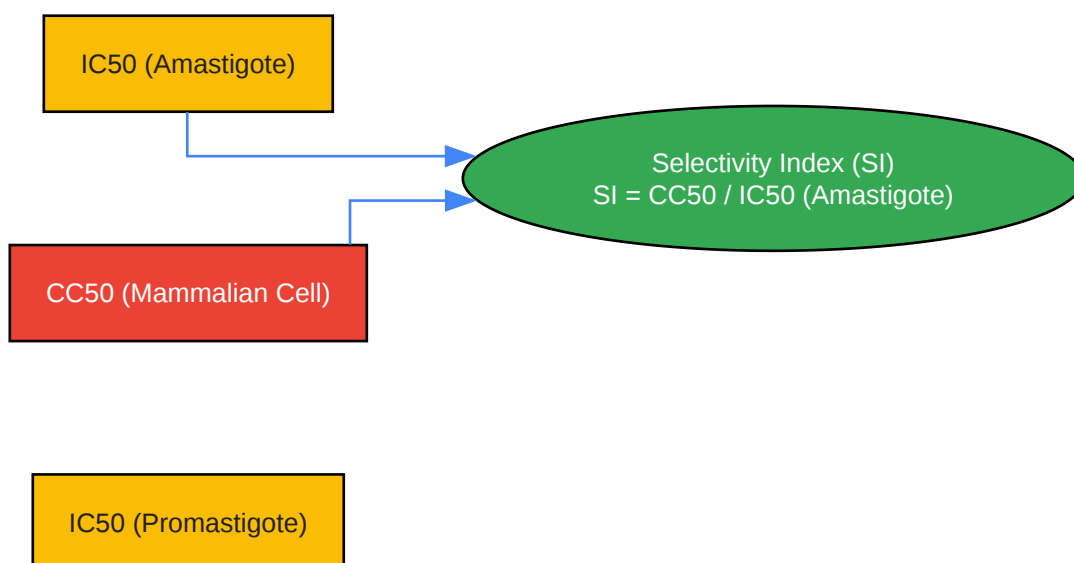 IC50 (Amastigote)
Selectivity Index (SI)
SI = CC50 / IC50 (Amastigote)
CC50 (Mammalian Cell)
IC50 (Promastigote)